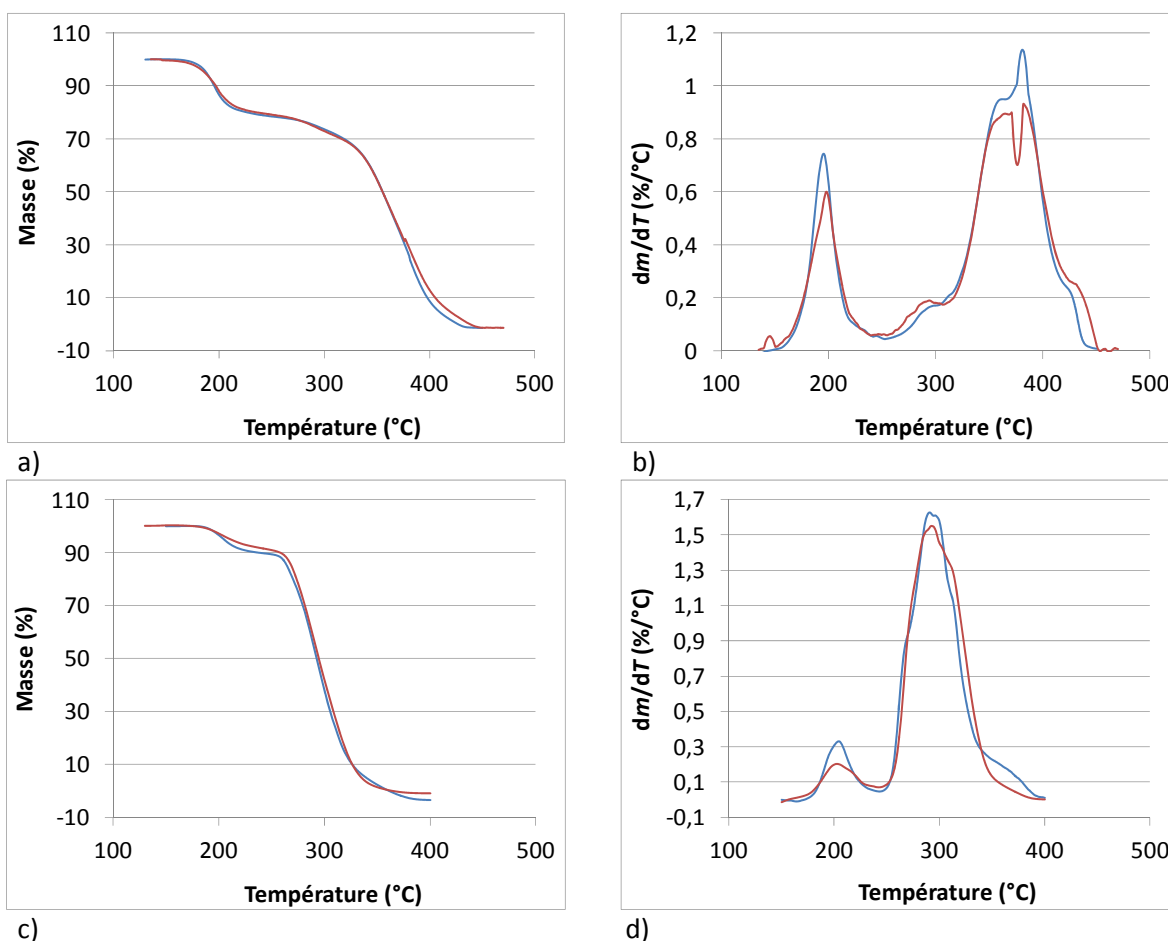 110
90
70
50
30
10
-10
Masse (%)
100 200 300 400 500
Température (°C)
a)
1,2
1
0,8
0,6
0,4
0,2
0
dm/dT (%/°C)
100 200 300 400 500
Température (°C)
b)
110
90
70
50
30
10
-10
Masse (%)
100 200 300 400 500
Température (°C)
c)
1,7
1,5
1,3
1,1
0,9
0,7
0,5
0,3
0,1
-0,1
dm/dT (%/°C)
100 200 300 400 500
Température (°C)
d)